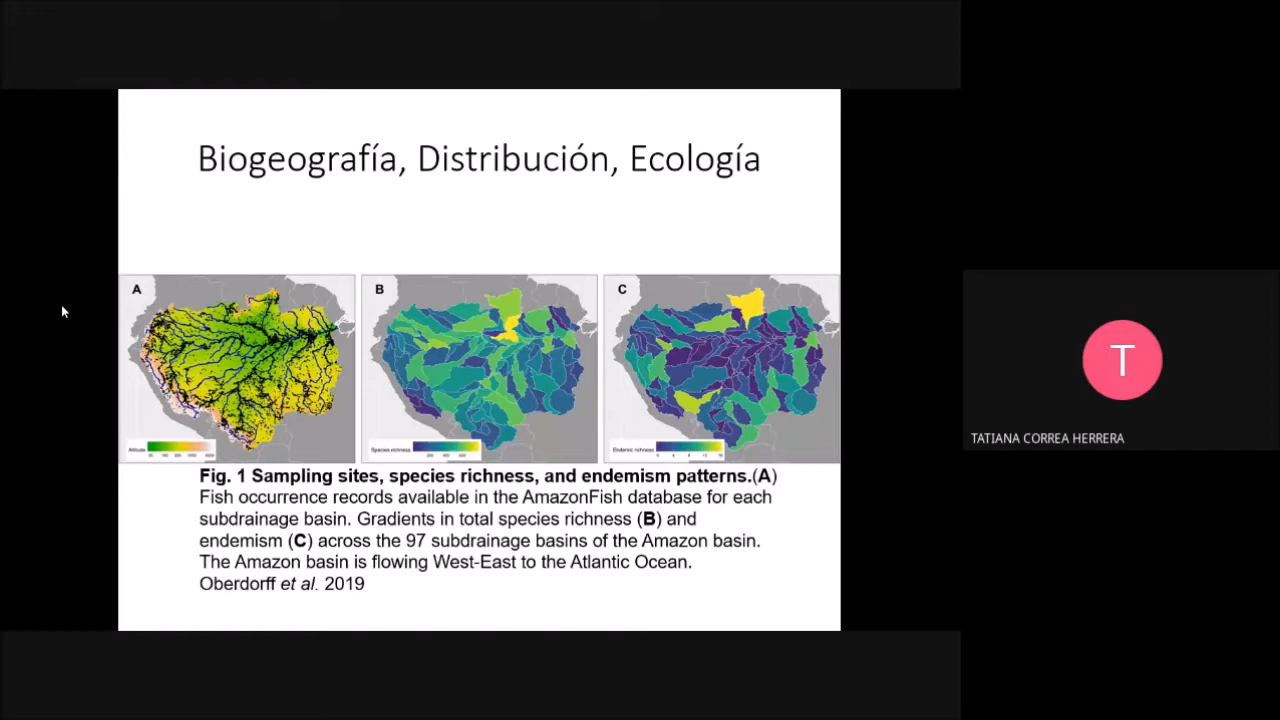 Biogeografía, Distribución, Ecología
A
B
C
Altitude
Species richness
Endemic richness
Fig. 1 Sampling sites, species richness, and endemism patterns.(A)
Fish occurrence records available in the AmazonFish database for each
subdrainage basin. Gradients in total species richness (B) and
endemism (C) across the 97 subdrainage basins of the Amazon basin.
The Amazon basin is flowing West-East to the Atlantic Ocean.
Oberdorff et al. 2019
T
TATIANA CORREA HERRERA